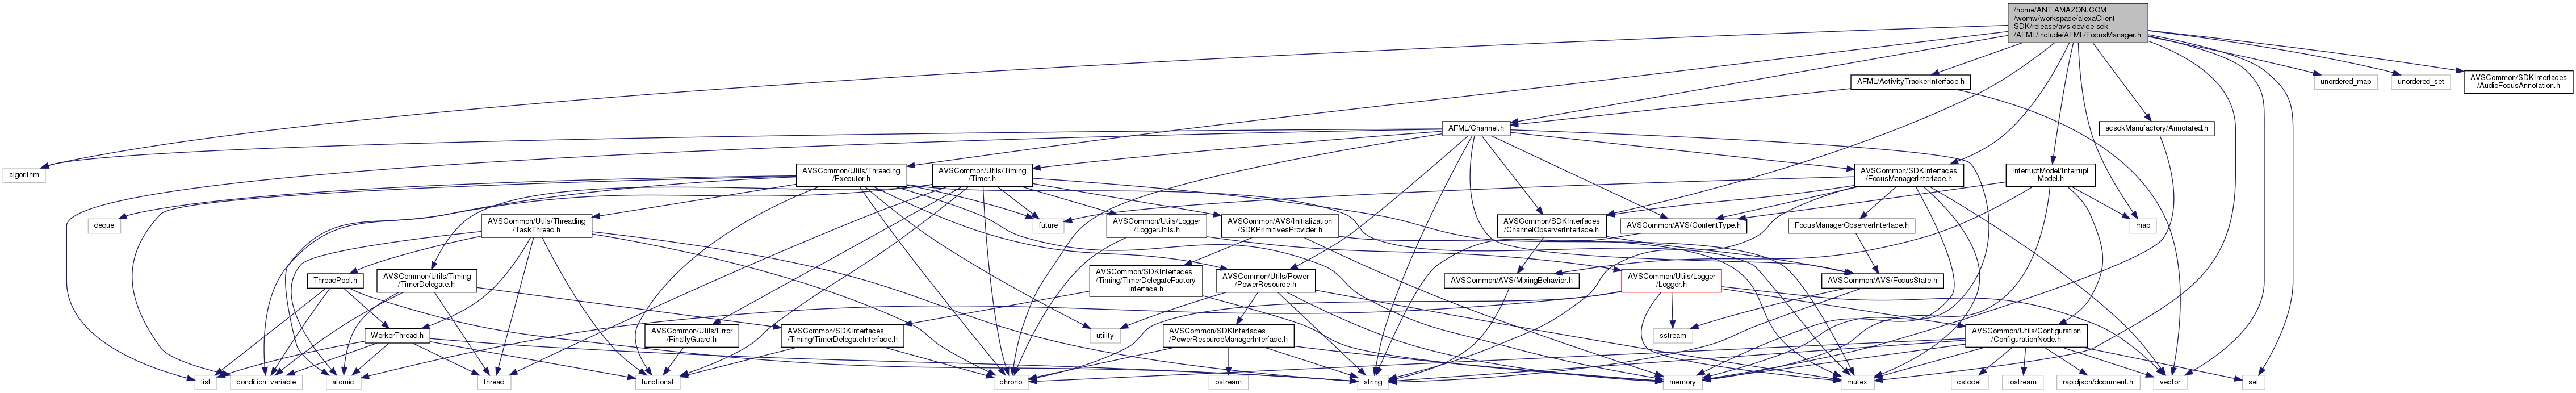 /home/ANT.AMAZON.COM
/womw/workspace/alexaClient
SDK/release/avs-device-sdk
/AFML/include/AFML/FocusManager.h
AFML/ActivityTrackerInterface.h
unordered_map
unordered_set
AVSCommon/SDKInterfaces
/AudioFocusAnnotation.h
AFML/Channel.h
acsdkManufactory/Annotated.h
algorithm
AVSCommon/Utils/Threading
/Executor.h
AVSCommon/Utils/Timing
/Timer.h
AVSCommon/SDKInterfaces
/FocusManagerInterface.h
InterruptModel/Interrupt
Model.h
deque
AVSCommon/Utils/Threading
/TaskThread.h
future
AVSCommon/Utils/Logger
/LoggerUtils.h
AVSCommon/AVS/Initialization
/SDKPrimitivesProvider.h
AVSCommon/SDKInterfaces
/ChannelObserverInterface.h
AVSCommon/AVS/ContentType.h
FocusManagerObserverInterface.h
map
ThreadPool.h
AVSCommon/Utils/Timing
/TimerDelegate.h
AVSCommon/SDKInterfaces
/Timing/TimerDelegateFactory
Interface.h
AVSCommon/Utils/Power
/PowerResource.h
AVSCommon/AVS/MixingBehavior.h
AVSCommon/Utils/Logger
/Logger.h
AVSCommon/AVS/FocusState.h
WorkerThread.h
AVSCommon/Utils/Error
/FinallyGuard.h
AVSCommon/SDKInterfaces
/Timing/TimerDelegateInterface.h
utility
AVSCommon/SDKInterfaces
/PowerResourceManagerInterface.h
sstream
AVSCommon/Utils/Configuration
/ConfigurationNode.h
list
condition_variable
atomic
thread
functional
chrono
ostream
string
memory
mutex
cstddef
iostream
rapidjson/document.h
vector
set